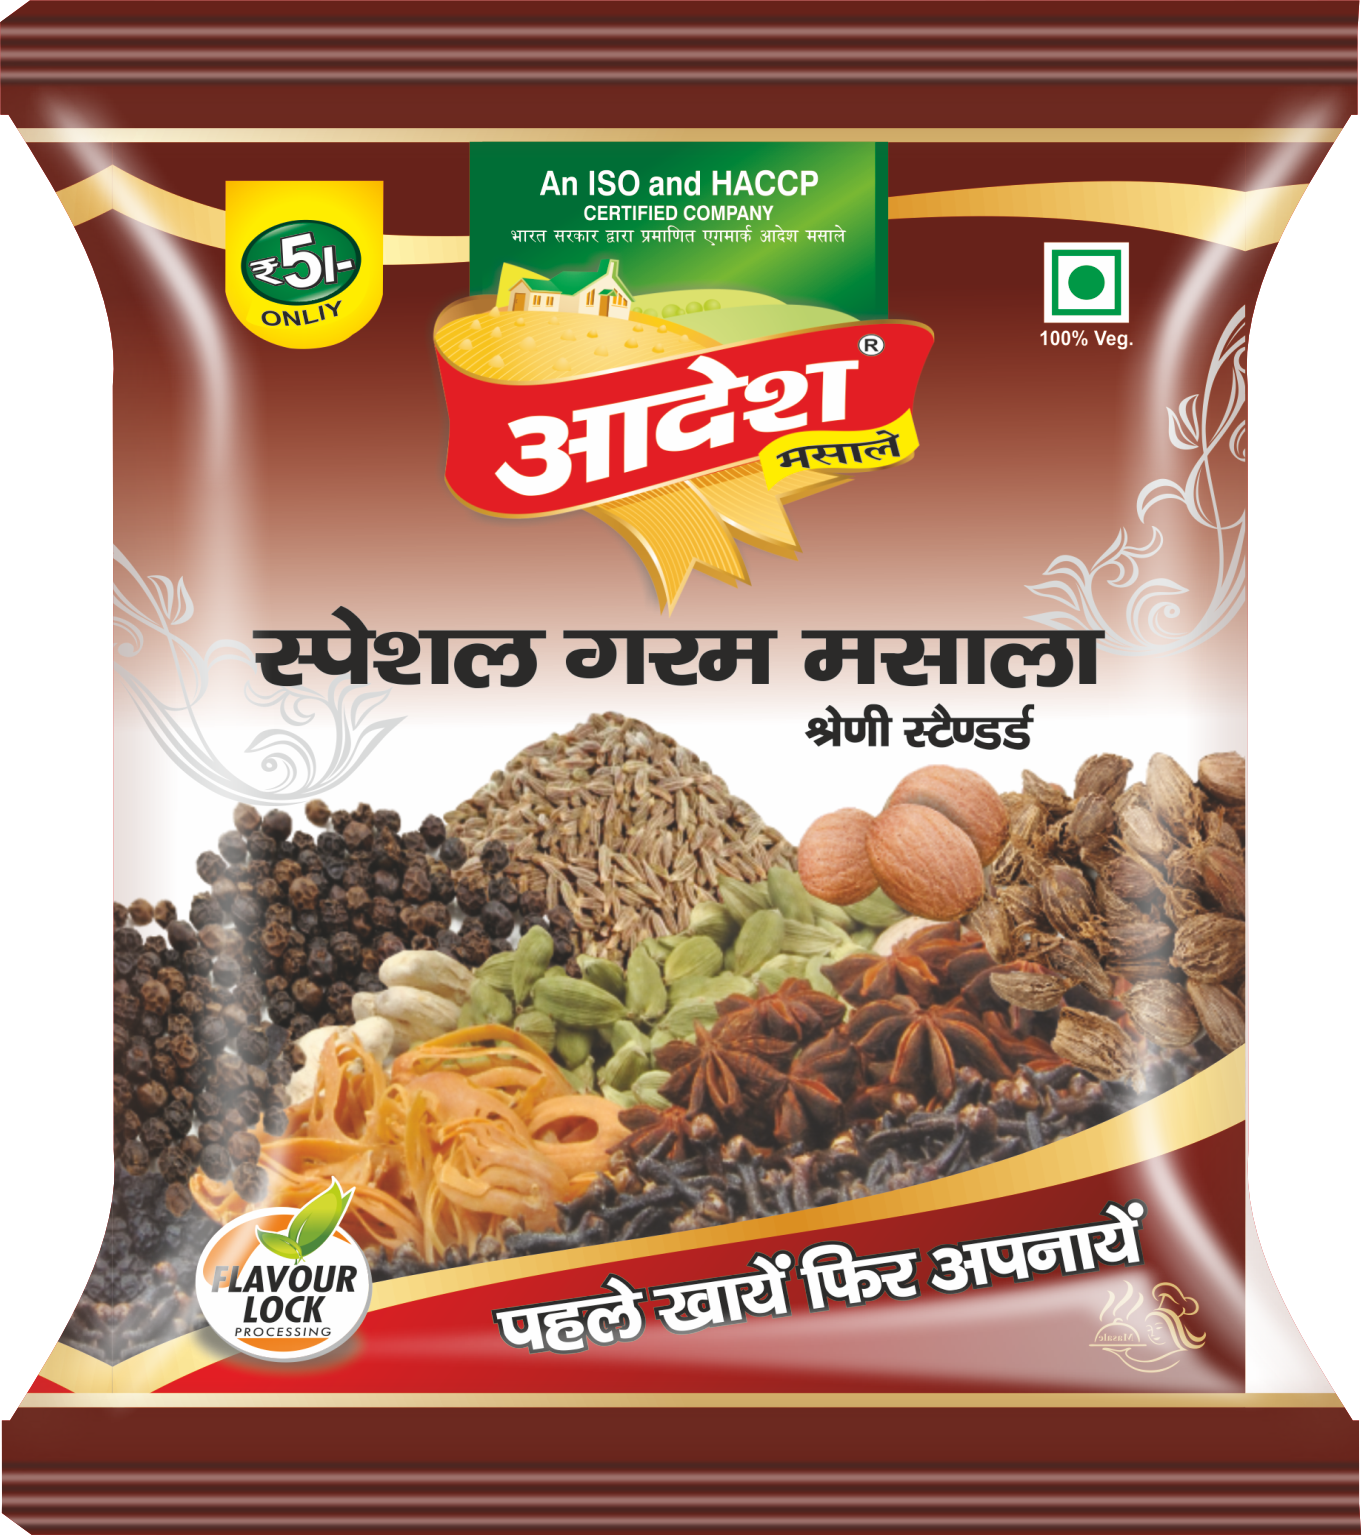 An ISO and HACCP
CERTIFIED COMPANY
भारत सरकार द्वारा प्रमाणित एगमार्क आदेश मसाले
₹5/-
ONLIY
100% Veg.
आदेश ®
मसाले
स्पेशल गरम मसाला
श्रेणी स्टैण्डर्ड
FLAVOUR
LOCK
PROCESSING
पहले खायें फिर अपनायें